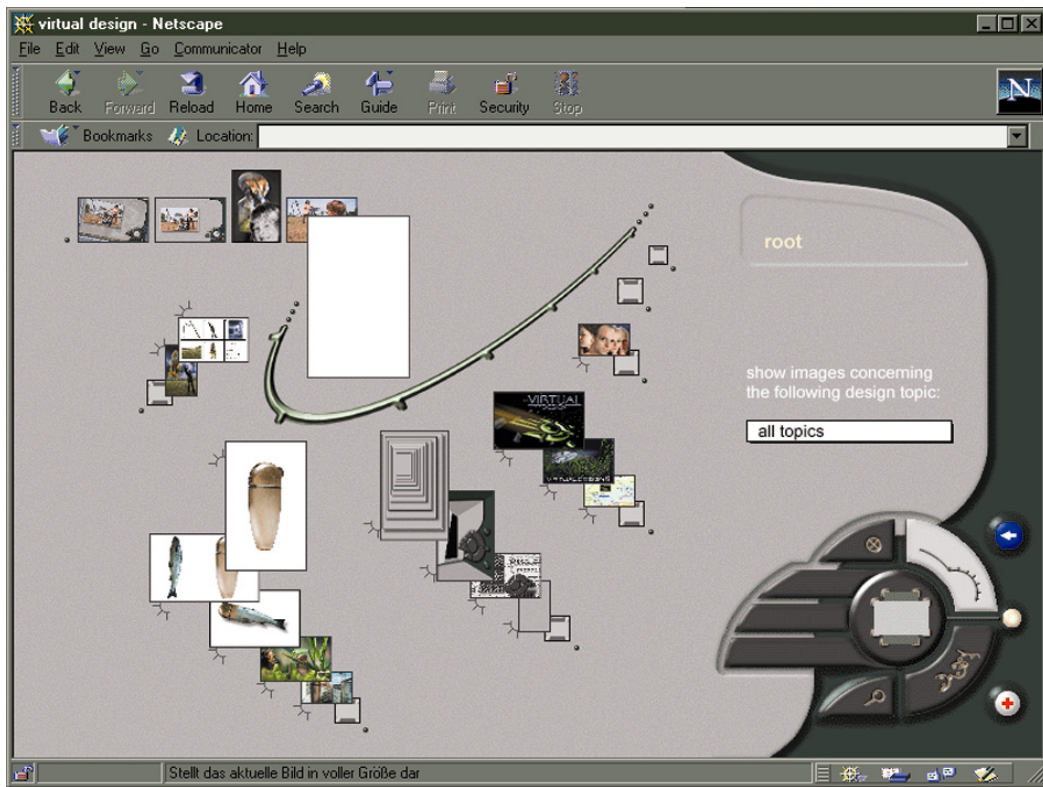 virtual design - Netscape
File Edit View Go Communicator Help
Back Forward Reload Home Search Guide Print Security Stop
N
Bookmarks Location:
root
show images concerning
the following design topic:
all topics
VIRTUAL
DESIGN
Stellt das aktuelle Bild in voller Größe dar